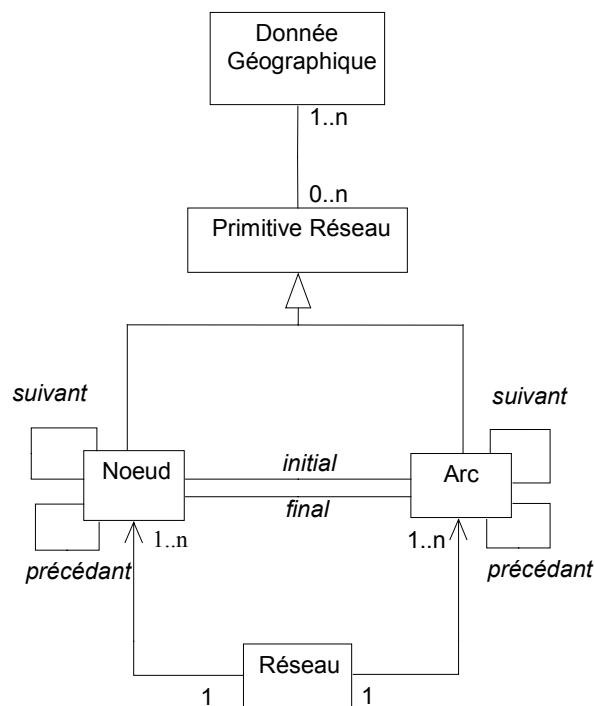 Donnée
Géographique
1..n
0..n
Primitive Réseau
suivant
suivant
Noeud
initial
Arc
final
1..n
1..n
précédant
précédant
Réseau
1
1